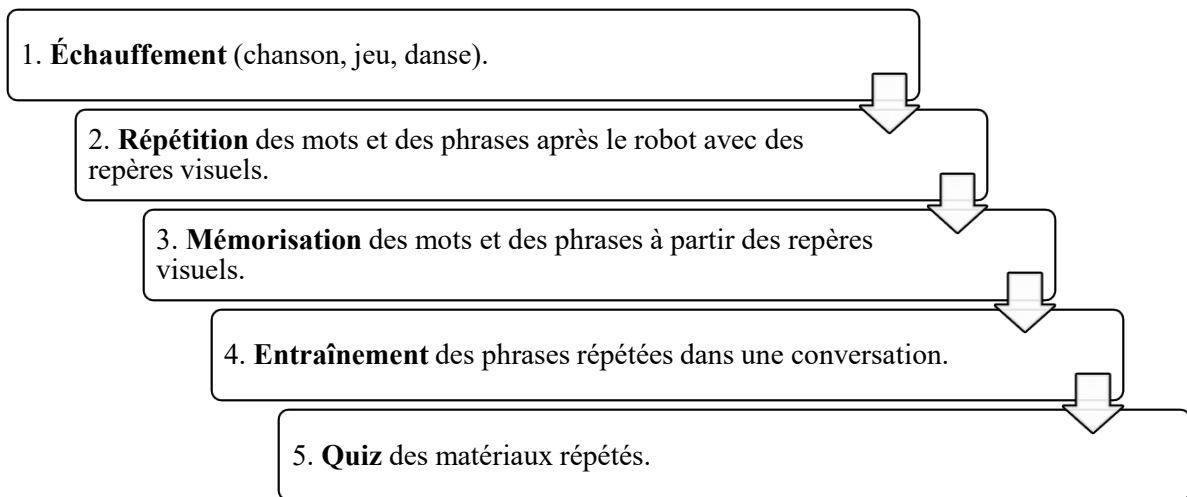 1. Échauffement (chanson, jeu, danse).
2. Répétition des mots et des phrases après le robot avec des
repères visuels.
3. Mémorisation des mots et des phrases à partir des repères
visuels.
4. Entraînement des phrases répétées dans une conversation.
5. Quiz des matériaux répétés.